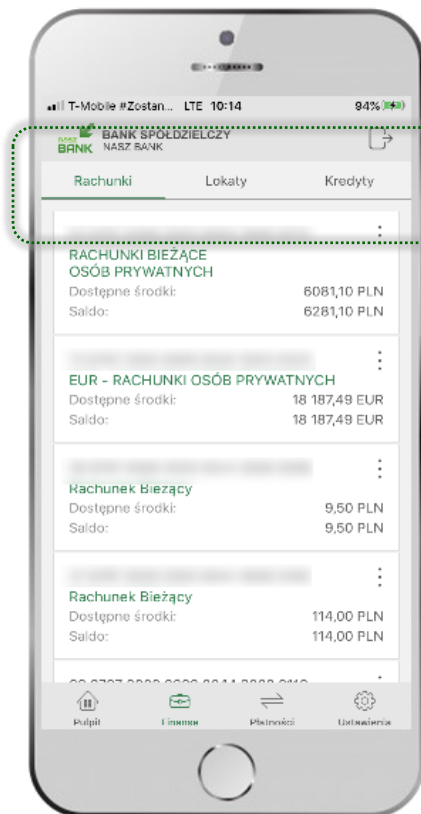 T-Mobile #Zostan... LTE 10:14 94%
NASZ BANK BANK SPÓŁDZIELCZY
NASZ BANK
Rachunki Lokaty Kredyty
RACHUNKI BIEŻĄCE
OSÓB PRYWATNYCH
Dostępne środki: 6081,10 PLN
Saldo: 6281,10 PLN
EUR - RACHUNKI OSÓB PRYWATNYCH
Dostępne środki: 18 187,49 EUR
Saldo: 18 187,49 EUR
Rachunek Bieżący
Dostępne środki: 9,50 PLN
Saldo: 9,50 PLN
Rachunek Bieżący
Dostępne środki: 114,00 PLN
Saldo: 114,00 PLN
Pulpit Finanse Płatności Ustawienia